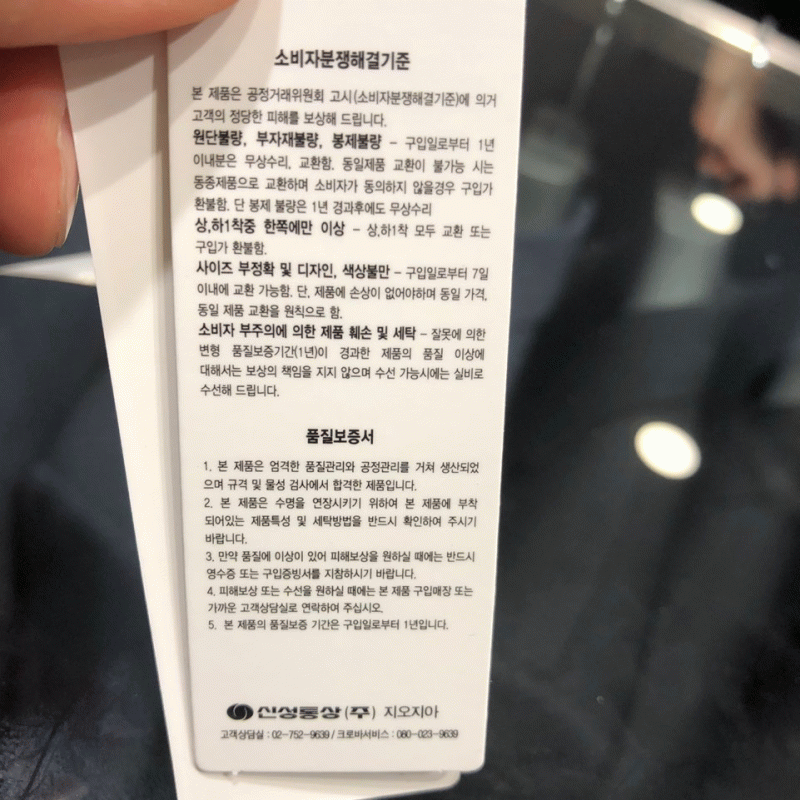 소비자분쟁해결기준
본 제품은 공정거래위원회 고시(소비자분쟁해결기준)에 의거
고객의 정당한 피해를 보상해 드립니다.
원단불량, 부자재불량, 봉제불량 - 구입일로부터 1년
이내분은 무상수리, 교환함. 동일제품 교환이 불가능 시는
동종제품으로 교환하며 소비자가 동의하지 않을경우 구입가
환불함. 단 봉제 불량은 1년 경과후에도 무상수리
상,하1착중 한쪽에만 이상 - 상,하1착 모두 교환 또는
구입가 환불함.
사이즈 부정확 및 디자인, 색상불만 - 구입일로부터 7일
이내에 교환 가능함. 단, 제품에 손상이 없어야하며 동일 가격,
동일 제품 교환을 원칙으로 함.
소비자 부주의에 의한 제품 훼손 및 세탁 - 잘못에 의한
변형 품질보증기간(1년)이 경과한 제품의 품질 이상에
대해서는 보상의 책임을 지지 않으며 수선 가능시에는 실비로
수선해 드립니다.
품질보증서
1. 본 제품은 엄격한 품질관리와 공정관리를 거쳐 생산되었
으며 규격 및 물성 검사에서 합격한 제품입니다.
2. 본 제품은 수명을 연장시키기 위하여 본 제품에 부착
되어있는 제품특성 및 세탁방법을 반드시 확인하여 주시기
바랍니다.
3. 만약 품질에 이상이 있어 피해보상을 원하실 때에는 반드시
영수증 또는 구입증빙서를 지참하시기 바랍니다.
4. 피해보상 또는 수선을 원하실 때에는 본 제품 구입매장 또는
가까운 고객상담실로 연락하여 주십시오.
5. 본 제품의 품질보증 기간은 구입일로부터 1년입니다.
신성통상(주) 지오지아
고객상담실 : 02-752-9639 / 크로바서비스 : 080-023-9639